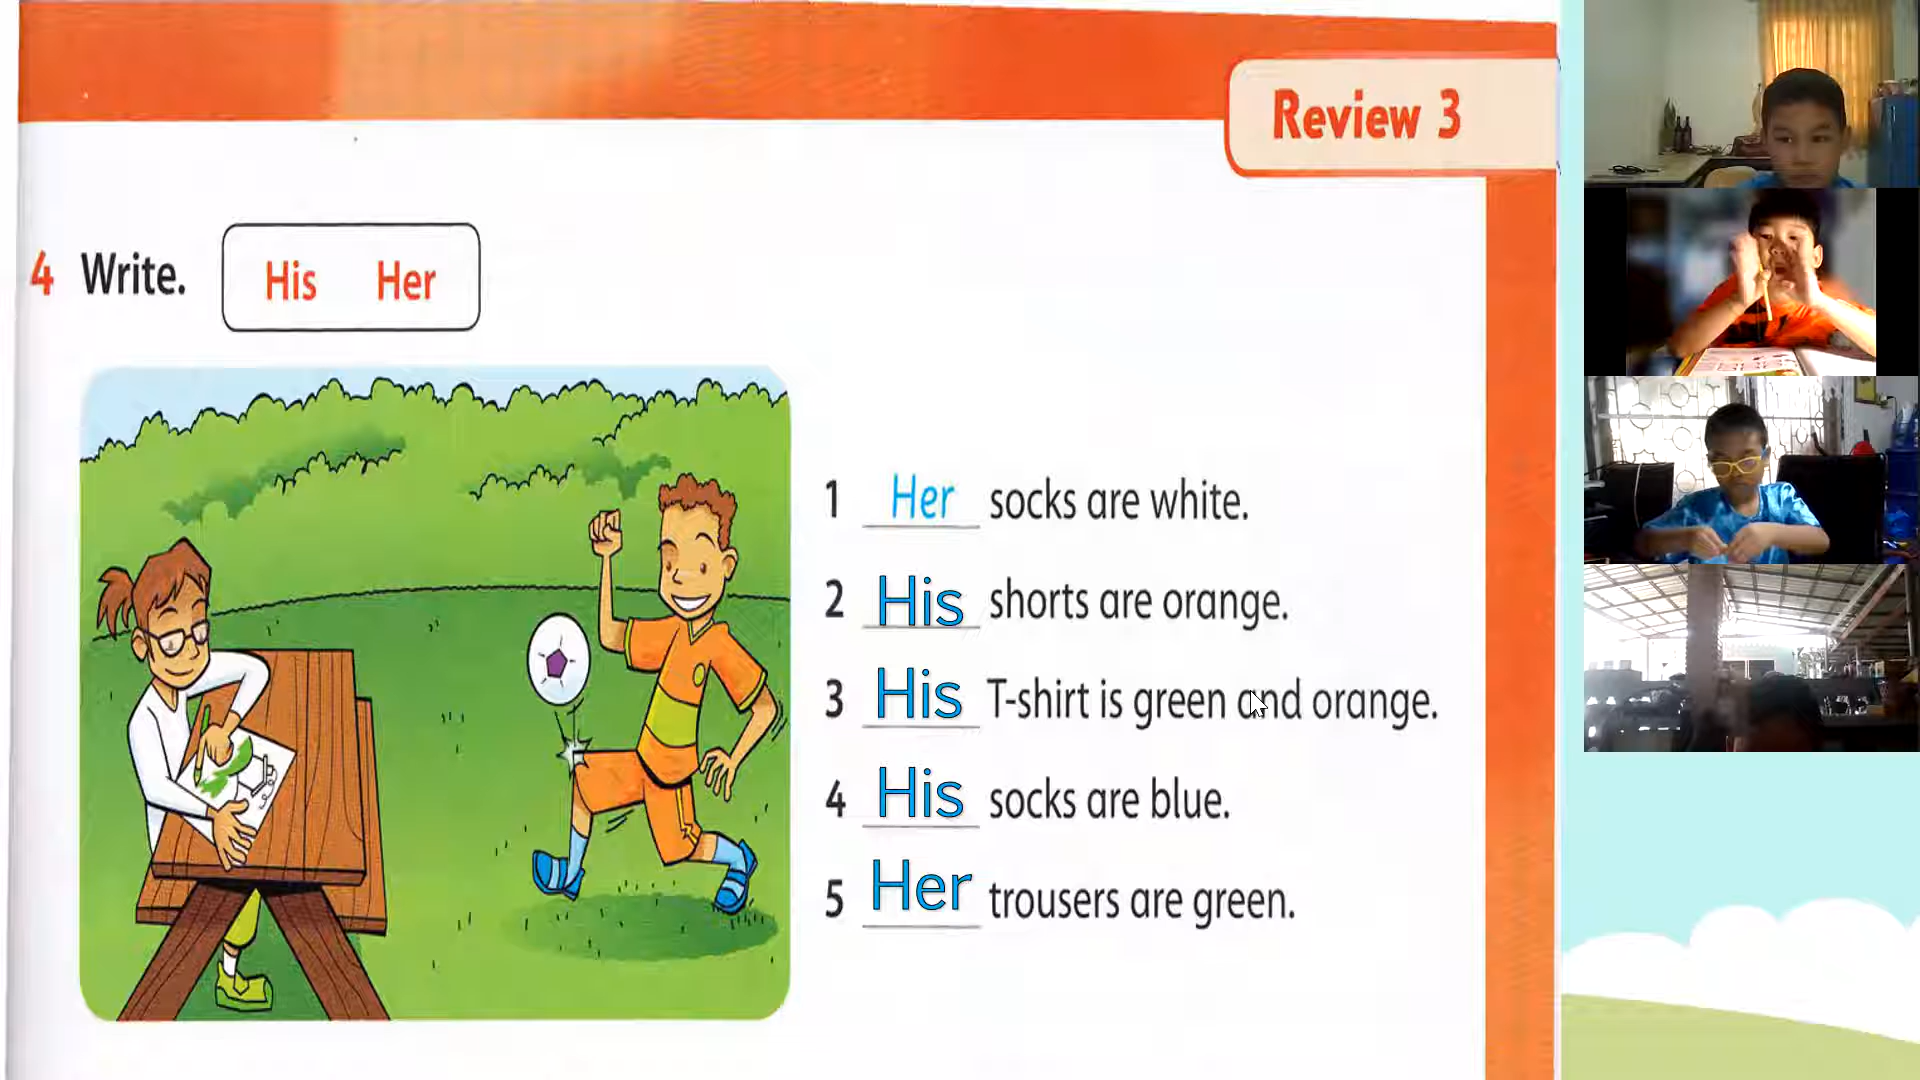 Review 3
4 Write. His Her
1 Her socks are white.
2 His shorts are orange.
3 His T-shirt is green and orange.
4 His socks are blue.
5 Her trousers are green.